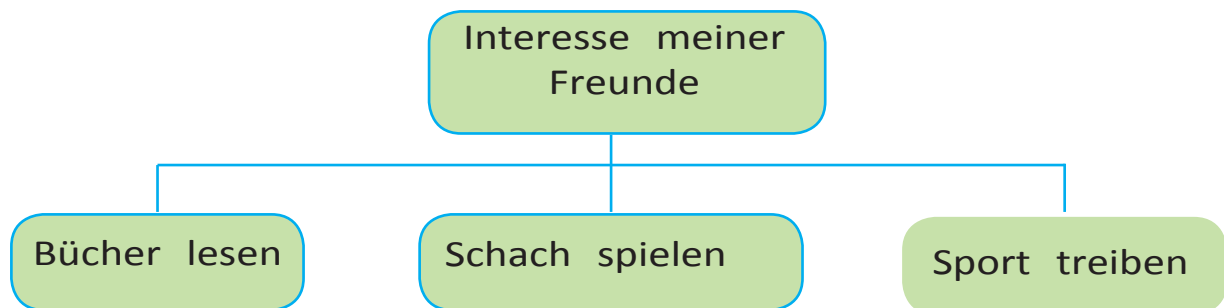 Interesse meiner
Freunde
Bücher lesen
Schach spielen
Sport treiben